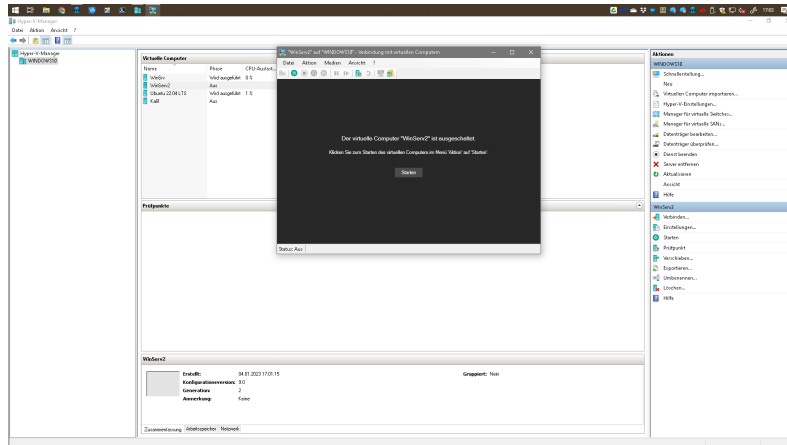 17:03
Hyper-V-Manager
Datei Aktion Ansicht ?
Hyper-V-Manager
WINDOWS10
Virtuelle Computer
Name Phase CPU-Auslast...
WinSrv Wird ausgeführt 0 %
WinServ2 Aus
Ubuntu 22.04 LTS Wird ausgeführt 1 %
Kali! Aus
Prüfpunkte
"WinServ2" auf "WINDOWS10" - Verbindung mit virtuellen Computern
Datei Aktion Medien Ansicht ?
Der virtuelle Computer "WinServ2" ist ausgeschaltet.
Klicken Sie zum Starten des virtuellen Computers im Menü "Aktion" auf "Starten".
Starten
Status: Aus
WinServ2
Erstellt: 04.01.2023 17:01:15 Gruppiert: Nein
Konfigurationsversion: 9.0
Generation: 2
Anmerkung: Keine
Zusammenfassung Arbeitsspeicher Netzwerk
Aktionen
WINDOWS10
Schnellerstellung...
Neu
Virtuellen Computer importieren...
Hyper-V-Einstellungen...
Manager für virtuelle Switches...
Manager für virtuelle SANs...
Datenträger bearbeiten...
Datenträger überprüfen...
Dienst beenden
Server entfernen
Aktualisieren
Ansicht
Hilfe
WinServ2
Verbinden...
Einstellungen...
Starten
Prüfpunkt
Verschieben...
Exportieren...
Umbenennen...
Löschen...
Hilfe